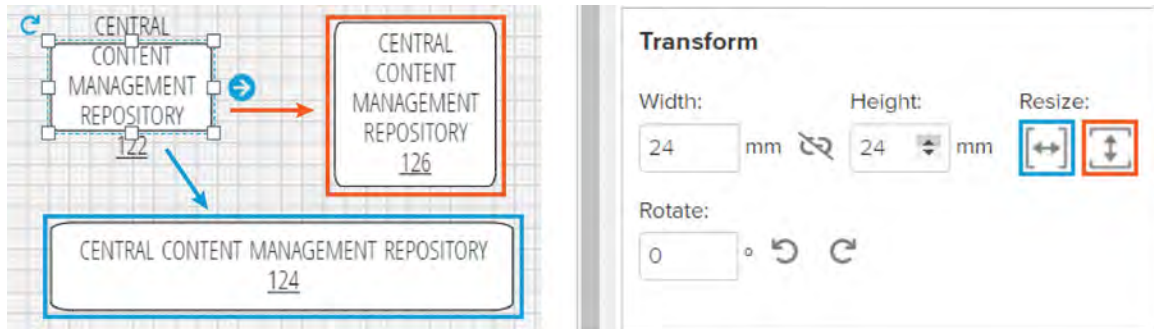 CENTRAL
CONTENT
MANAGEMENT
REPOSITORY
122
CENTRAL
CONTENT
MANAGEMENT
REPOSITORY
126
CENTRAL CONTENT MANAGEMENT REPOSITORY
124
Transform
Width: Height: Resize:
24 mm 24 mm
Rotate:
0 °